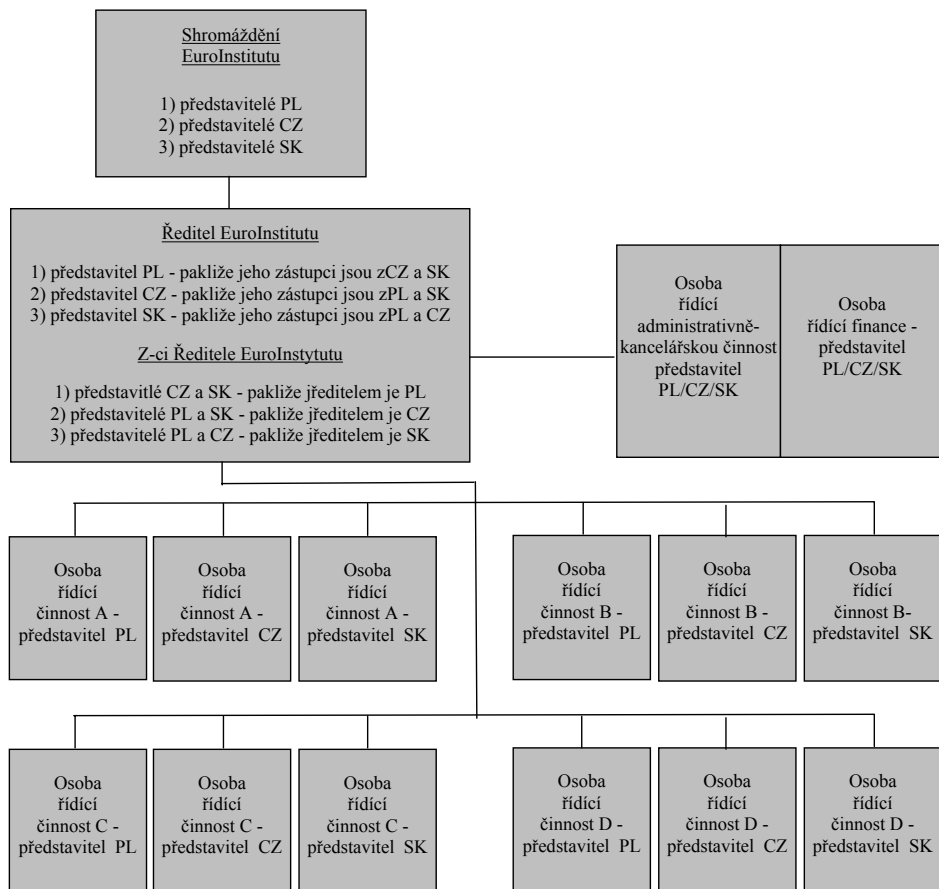 Shromáždění
EuroInstitutu
1) představitelé PL
2) představitelé CZ
3) představitelé SK
Ředitel EuroInstitutu
1) představitel PL - pakliže jeho zástupci jsou zCZ a SK
2) představitel CZ - pakliže jeho zástupci jsou zPL a SK
3) představitel SK - pakliže jeho zástupci jsou zPL a CZ
Z-ci Ředitele EuroInstytutu
1) představitlé CZ a SK - pakliže jředitelem je PL
2) představitelé PL a SK - pakliže jředitelem je CZ
3) představitelé PL a CZ - pakliže jředitelem je SK
Osoba
řídící
administrativně-
kancelářskou činnost
představitel
PL/CZ/SK
Osoba
řídící finance -
představitel
PL/CZ/SK
Osoba
řídící
činnost A -
představitel PL
Osoba
řídící
činnost A -
představitel CZ
Osoba
řídící
činnost A -
představitel SK
Osoba
řídící
činnost B -
představitel PL
Osoba
řídící
činnost B -
představitel CZ
Osoba
řídící
činnost B-
představitel SK
Osoba
řídící
činnost C -
představitel PL
Osoba
řídící
činnost C -
představitel CZ
Osoba
řídící
činnost C -
představitel SK
Osoba
řídící
činnost D -
představitel PL
Osoba
řídící
činnost D -
představitel CZ
Osoba
řídící
činnost D -
představitel SK